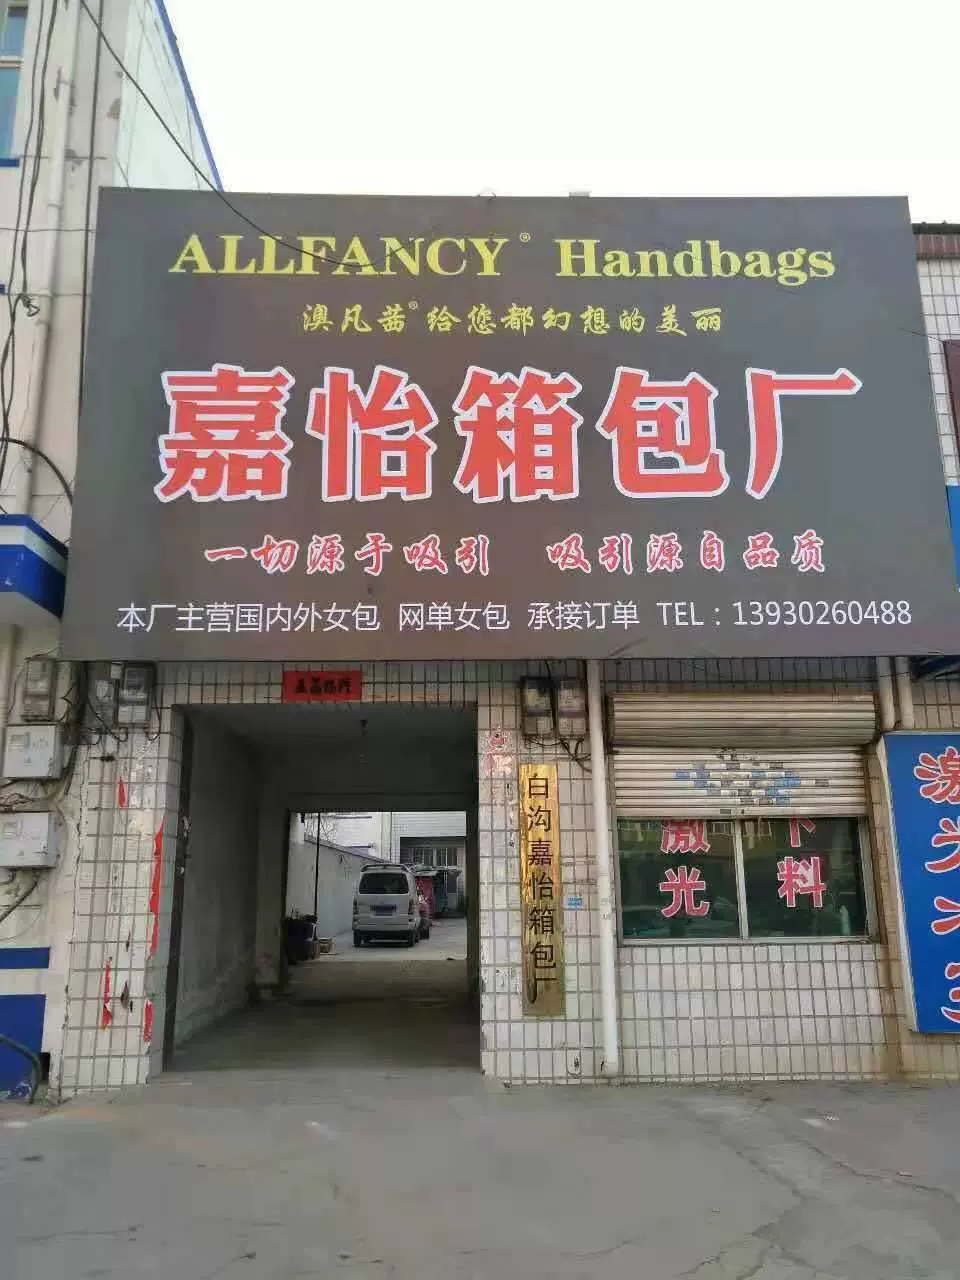 ALLFANCY® Handbags
澳凡茜®给您都幻想的美丽
嘉怡箱包厂
一切源于吸引 吸引源自品质
本厂主营国内外女包 网单女包 承接订单 TEL：13930260488
白沟嘉怡箱包厂
激光
下料
激光